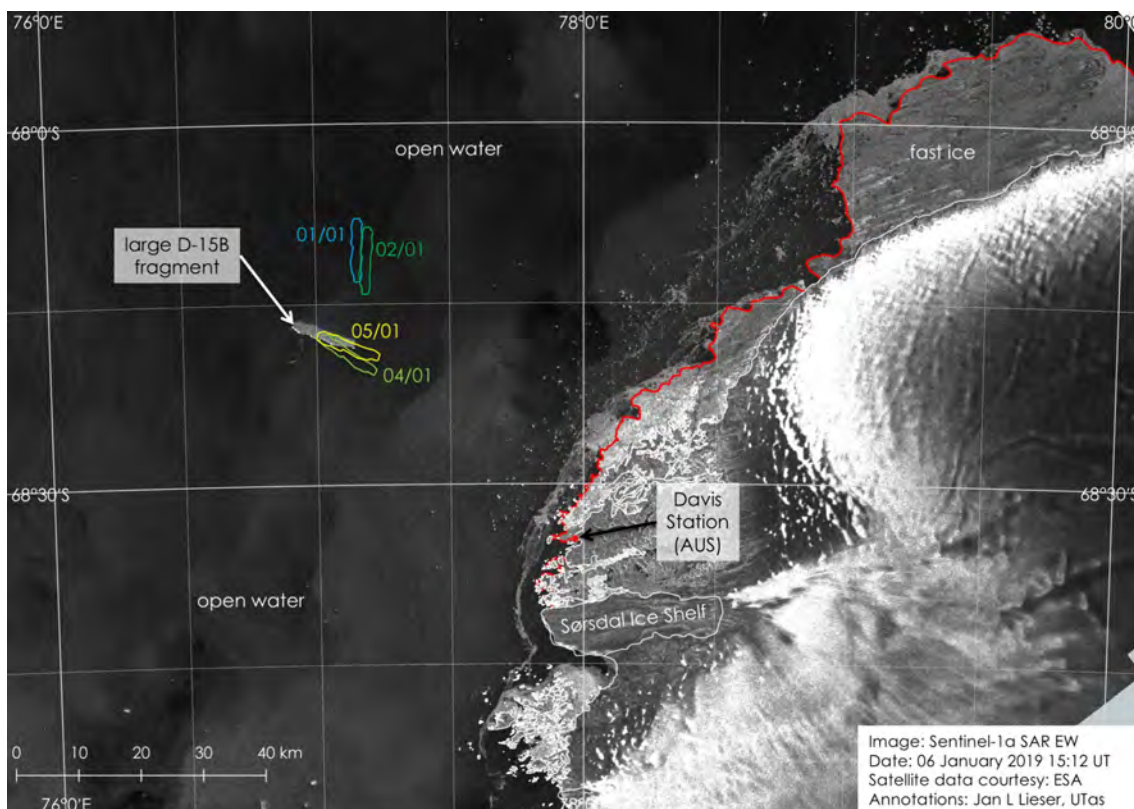 76°0'E
78°0'E
80°0'E
68°0'S
68°0'S
open water
fast ice
01/01
02/01
large D-15B
fragment
05/01
04/01
68°30'S
68°30'S
Davis
Station
(AUS)
open water
Sørsdal Ice Shelf
0 10 20 30 40 km
Image: Sentinel-1a SAR EW
Date: 06 January 2019 15:12 UT
Satellite data courtesy: ESA
Annotations: Jan L Lieser, UTas
76°0'E
78°0'E